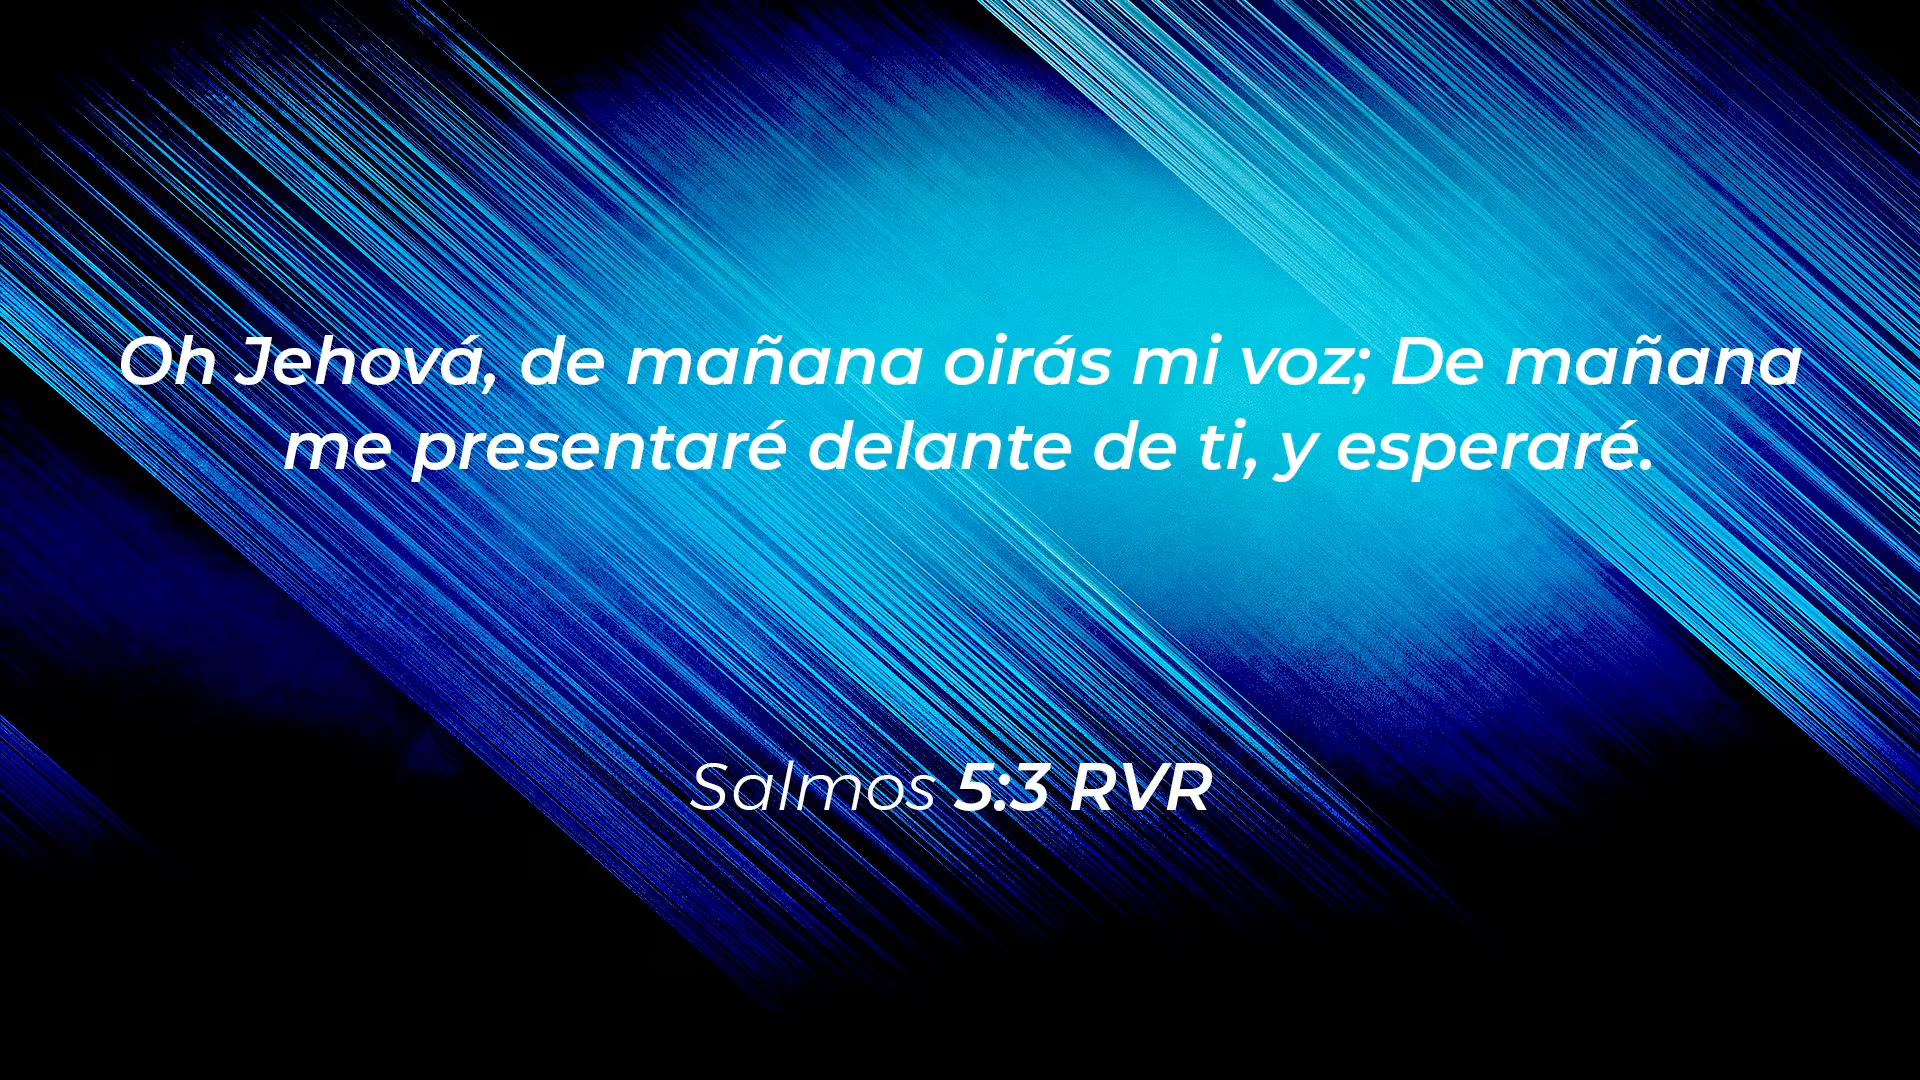 Oh Jehová, de mañana oirás mi voz; De mañana
me presentaré delante de ti, y esperaré.
Salmos 5:3 RVR